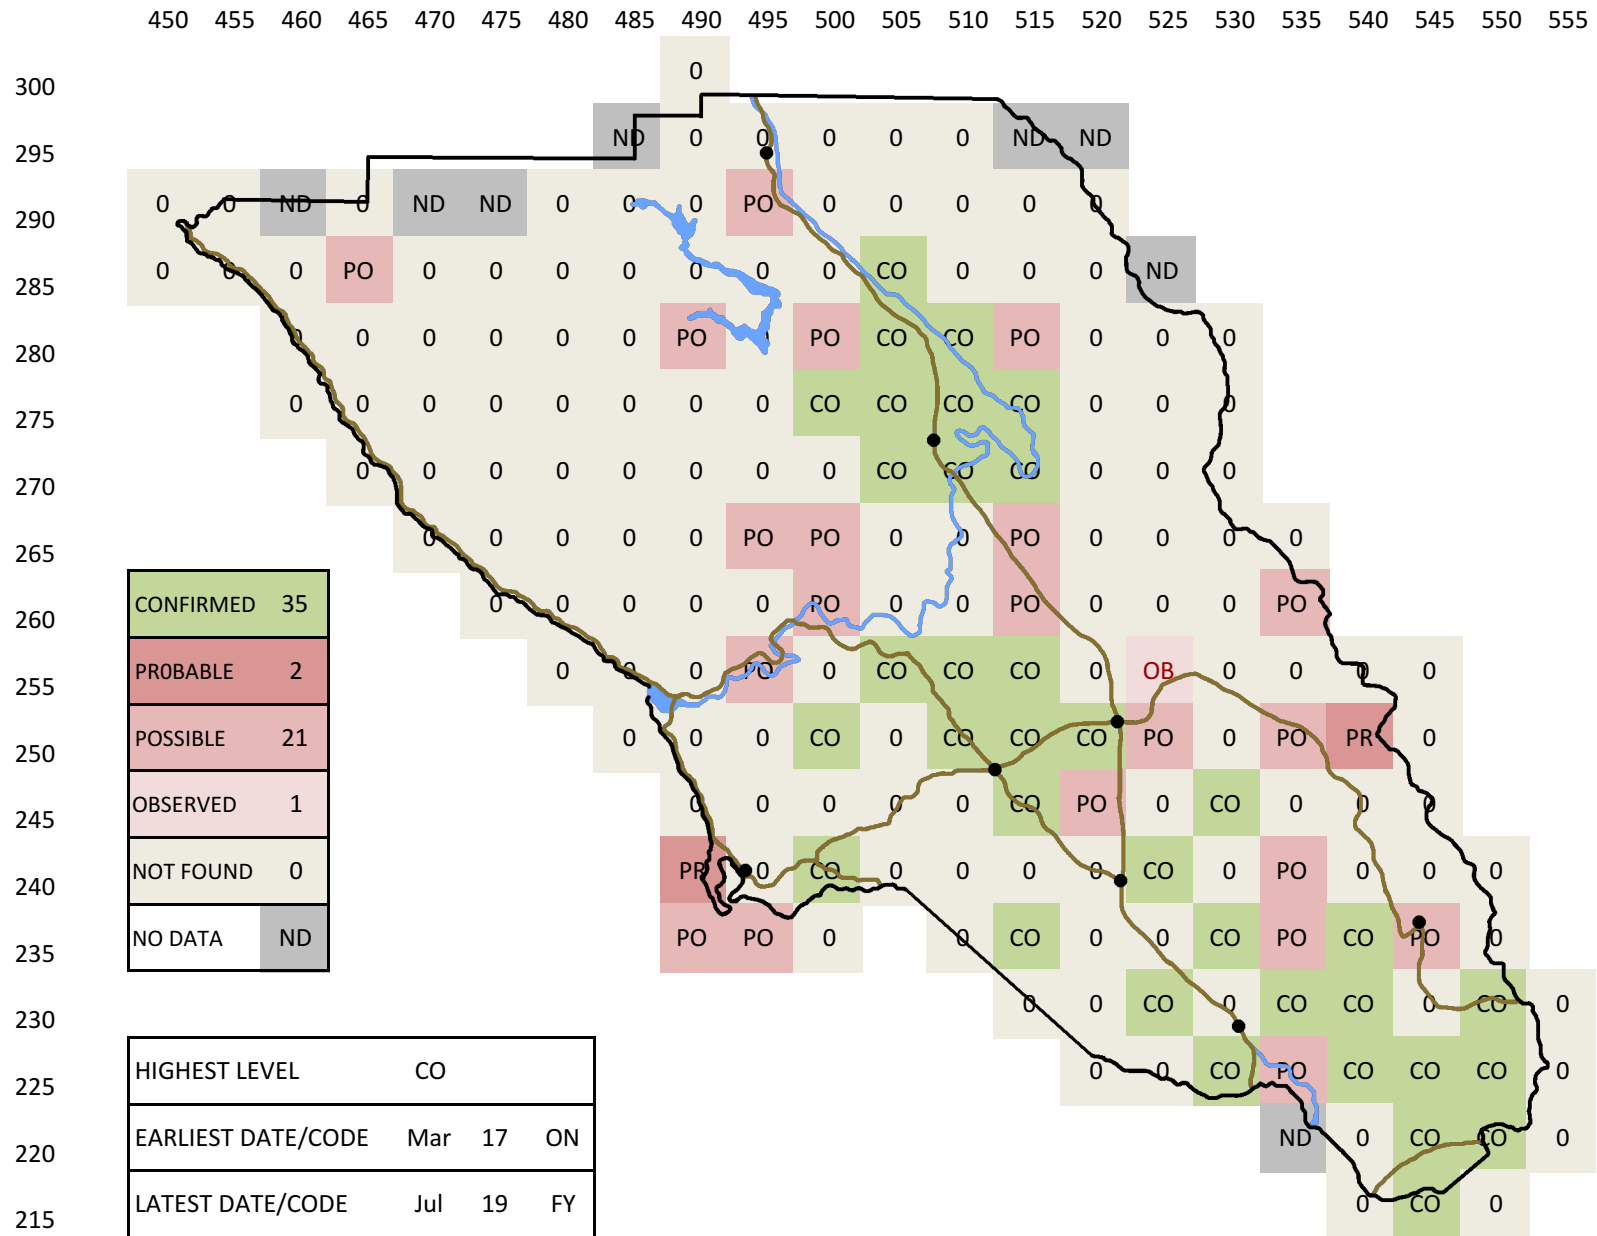 450 455 460 465 470 475 480 485 490 495 500 505 510 515 520 525 530 535 540 545 550 555
300 0
295 ND 0 0 0 0 0 ND ND
290 0 0 ND 0 ND ND 0 0 0 PO 0 0 0 0 0
285 0 0 0 PO 0 0 0 0 0 0 0 CO 0 0 0 ND
280 0 0 0 0 0 0 PO 0 PO CO CO PO 0 0 0
275 0 0 0 0 0 0 0 0 CO CO CO CO 0 0 0
270 0 0 0 0 0 0 0 0 CO CO CO 0 0 0
265 0 0 0 0 0 PO PO 0 0 PO 0 0 0 0
260 0 0 0 0 0 PO 0 0 PO 0 0 0 PO
255 0 0 0 PO 0 CO CO CO 0 OB 0 0 0 0
250 0 0 0 CO 0 CO CO CO PO 0 PO PR 0
245 0 0 0 0 0 CO PO 0 CO 0 0 0
240 PR 0 CO 0 0 0 0 CO 0 PO 0 0 0
235 PO PO 0 0 CO 0 0 CO PO CO PO 0
230 0 0 CO 0 CO CO 0 CO 0
225 0 0 CO PO CO CO CO 0
220 ND 0 CO CO 0
215 0 CO 0
CONFIRMED 35
PR0BABLE 2
POSSIBLE 21
OBSERVED 1
NOT FOUND 0
NO DATA ND
HIGHEST LEVEL CO
EARLIEST DATE/CODE Mar 17 ON
LATEST DATE/CODE Jul 19 FY